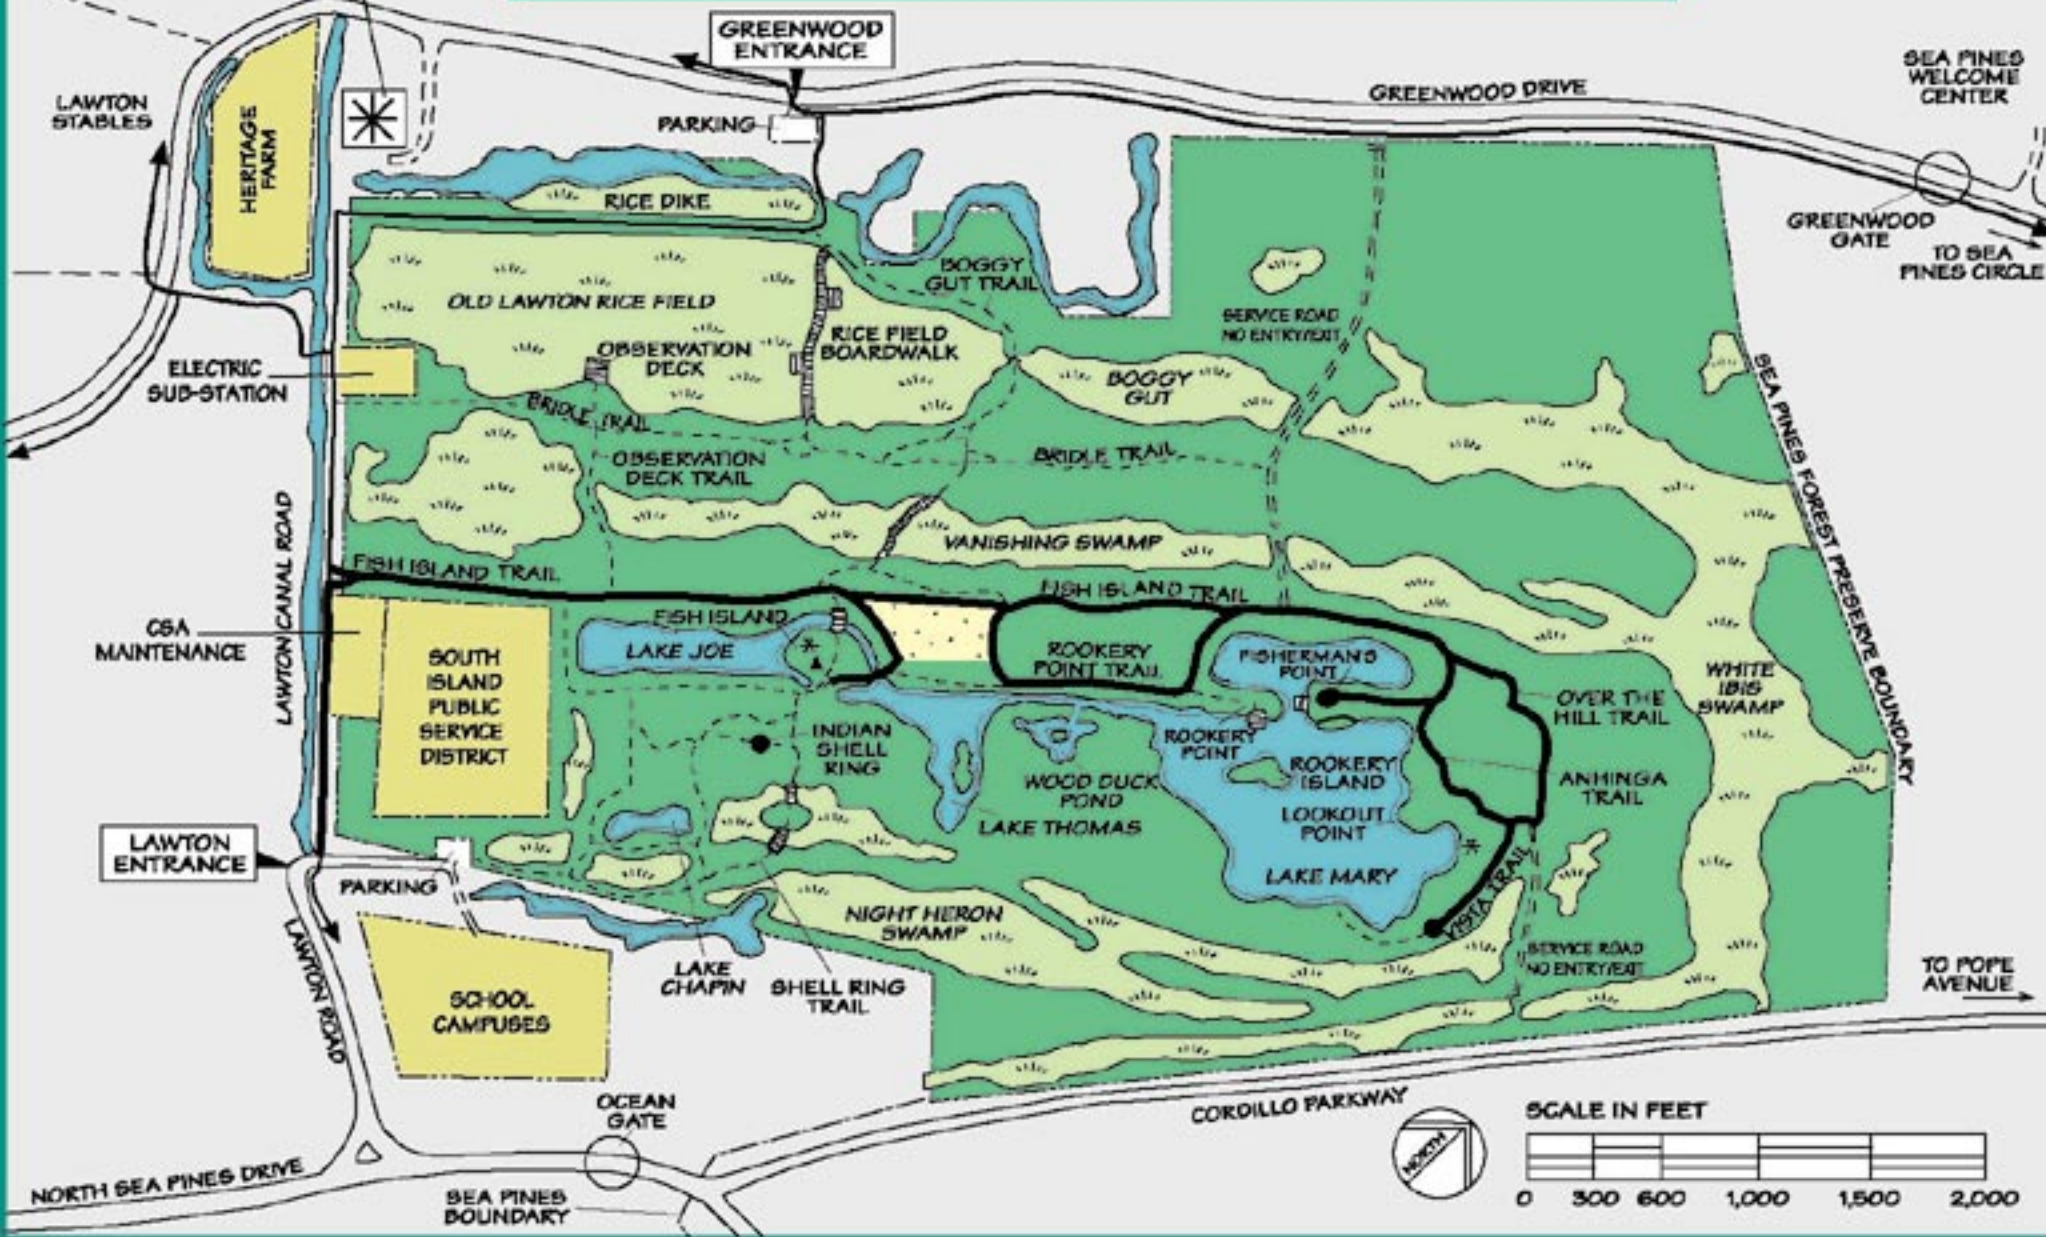 GREENWOOD
ENTRANCE
SEA PINES
WELCOME
CENTER
GREENWOOD DRIVE
LAWTON
STABLES
HERITAGE
FARM
PARKING
RICE DIKE
GREENWOOD
GATE
TO SEA
PINES CIRCLE
BOGGY
GUT TRAIL
OLD LAWTON RICE FIELD
SERVICE ROAD
NO ENTRY/EXIT
RICE FIELD
BOARDWALK
OBSERVATION
DECK
ELECTRIC
SUB-STATION
BOGGY
GUT
BRIDLE TRAIL
SEA PINES FOREST PRESERVE BOUNDARY
OBSERVATION
DECK TRAIL
BRIDLE TRAIL
LAWTON CANAL ROAD
VANISHING SWAMP
FISH ISLAND TRAIL
FISH ISLAND TRAIL
CSA
MAINTENANCE
FISH ISLAND
LAKE JOE
SOUTH
ISLAND
PUBLIC
SERVICE
DISTRICT
ROOKERY
POINT TRAIL
FISHERMAN'S
POINT
WHITE
IBIS
SWAMP
OVER THE
HILL TRAIL
INDIAN
SHELL
RING
ROOKERY
POINT
ROOKERY
ISLAND
WOOD DUCK
POND
ANHINGA
TRAIL
LAKE THOMAS
LOOKOUT
POINT
LAWTON
ENTRANCE
LAKE MARY
PARKING
VISTA TRAIL
NIGHT HERON
SWAMP
LAWTON ROAD
SERVICE ROAD
NO ENTRY/EXIT
LAKE
CHAPIN
SHELL RING
TRAIL
TO POPE
AVENUE
SCHOOL
CAMPUSES
OCEAN
GATE
CORDILLO PARKWAY
NORTH
SCALE IN FEET
0 300 600 1,000 1,500 2,000
NORTH SEA PINES DRIVE
SEA PINES
BOUNDARY